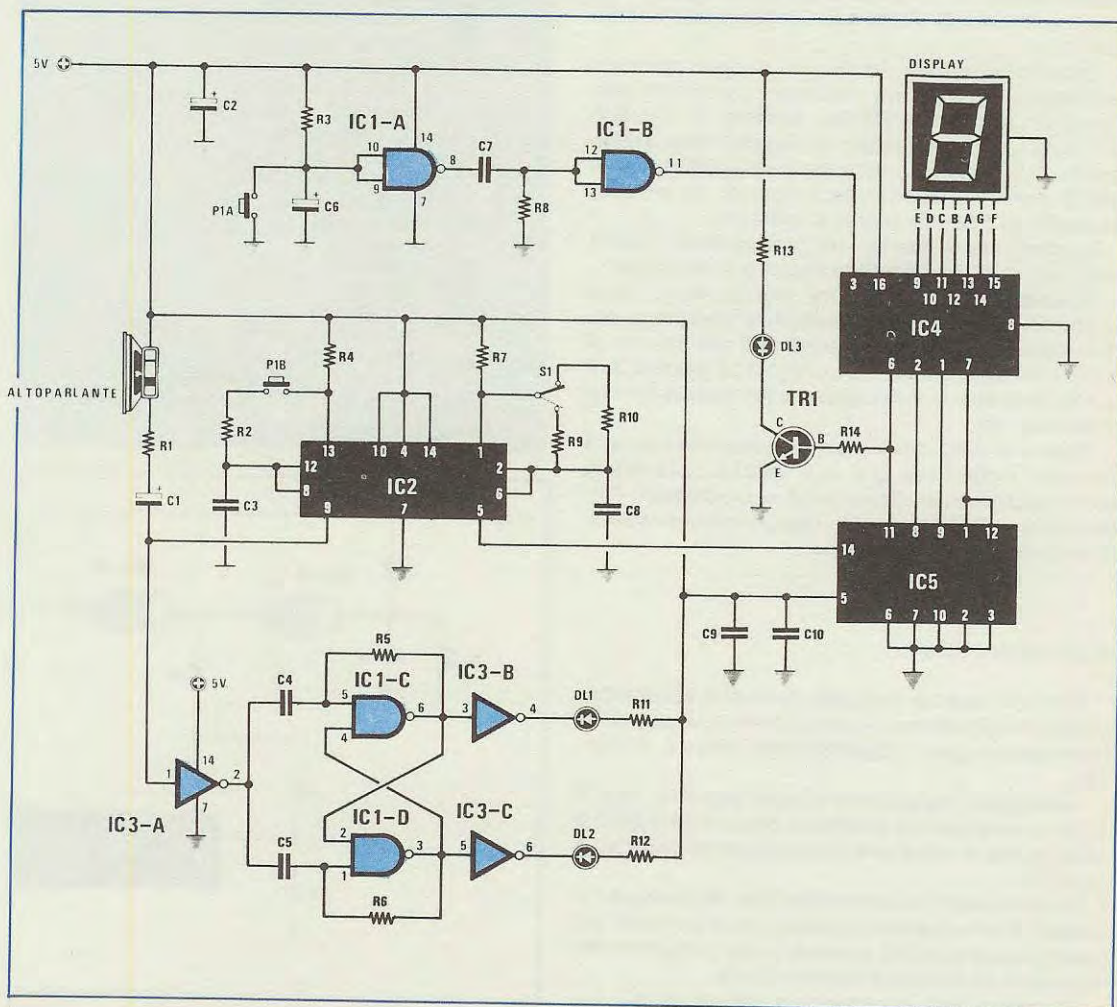 5V
C2
R3
IC1-A
14
10
9
8
7
C7
IC1-B
12
13
11
P1A
C6
R8
R13
DISPLAY
E D C B A G F
3 16 9 11 13 15
10 12 14
IC4
8
6 2 1 7
DL3
TR1
C
B
E
R14
ALTOPARLANTE
R1
C1
P1B
R4
R7
S1
R2
R9
R10
13 10 4 14 1
12
8
IC2
2
6
9 7 5
C3
C8
11 8 9 1 12
14
5
IC5
6 7 10 2 3
C9
C10
5V
IC3-A
1
14
2
7
C4
C5
R5
IC1-C
5
4
6
IC3-B
3
4
DL1
R11
IC1-D
2
1
3
IC3-C
5
6
DL2
R12
R6